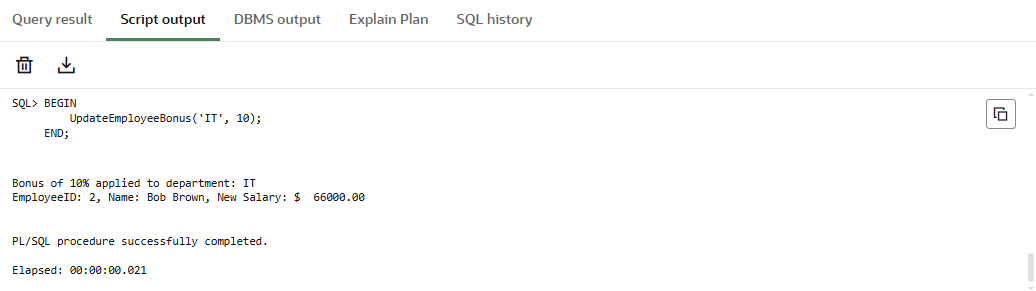 Query result Script output DBMS output Explain Plan SQL history
SQL> BEGIN
UpdateEmployeeBonus('IT', 10);
END;
Bonus of 10% applied to department: IT
EmployeeID: 2, Name: Bob Brown, New Salary: $  66000.00
PL/SQL procedure successfully completed.
Elapsed: 00:00:00.021